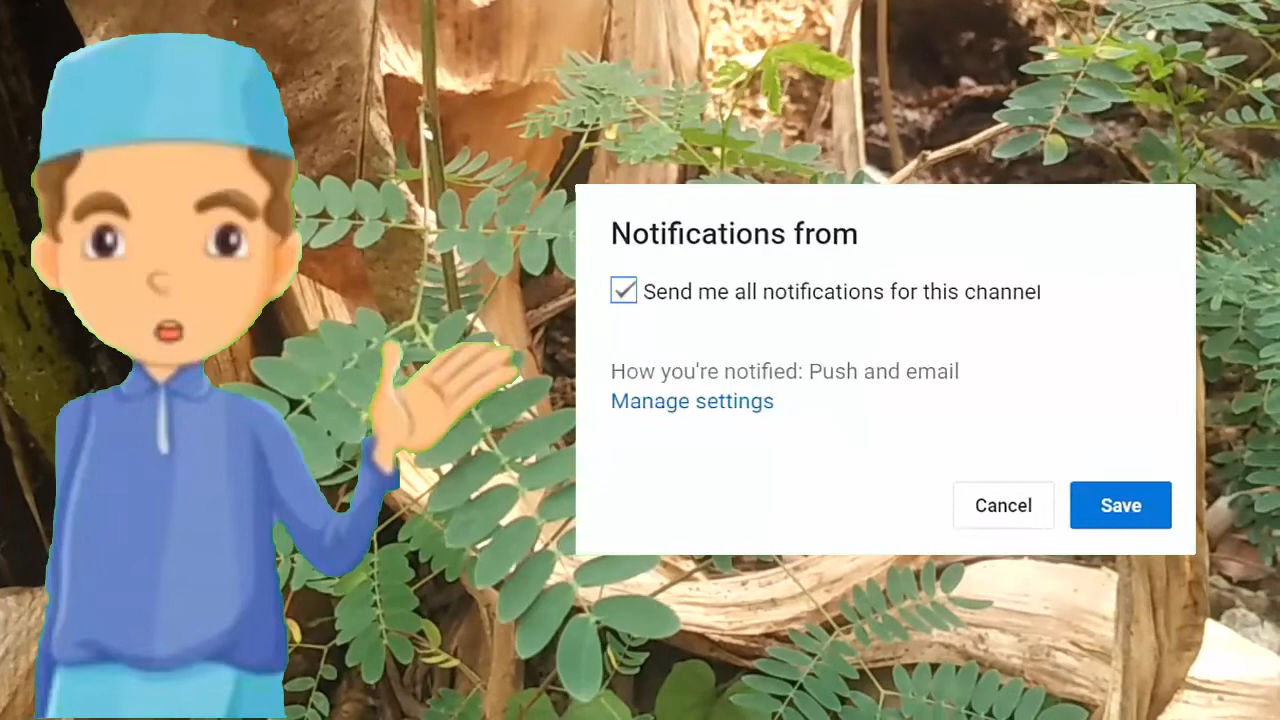 Notifications from
Send me all notifications for this channel
How you're notified: Push and email
Manage settings
Cancel
Save